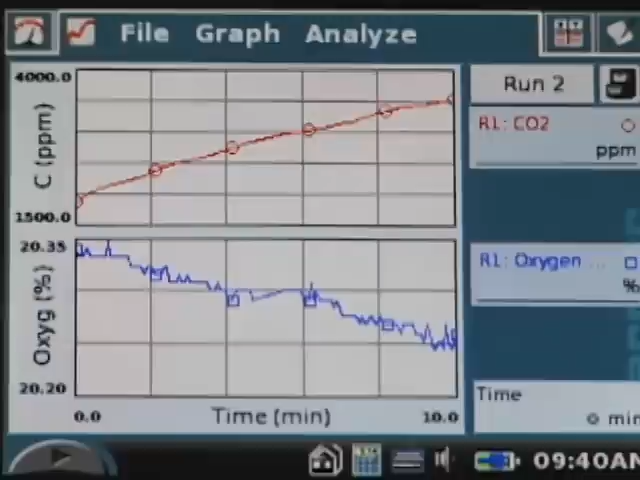 File Graph Analyze
4000.0
C (ppm)
1500.0
Run 2
R1: CO2
ppm
20.35
Oxyg (%)
20.20
R1: Oxygen ...
%
0.0 Time (min) 10.0
Time
min
09:40AM